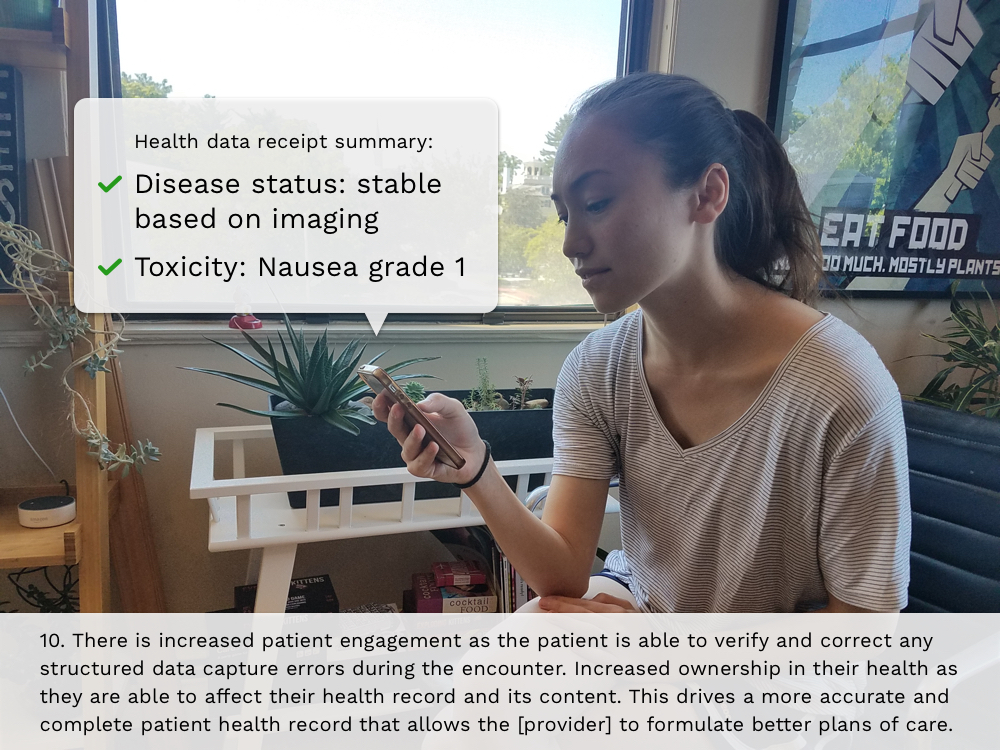 Health data receipt summary:
Disease status: stable
based on imaging
Toxicity: Nausea grade 1
EAT FOOD
OO MUCH. MOSTLY PLANTS
KITTENS
cocktail
FOOD
10. There is increased patient engagement as the patient is able to verify and correct any
structured data capture errors during the encounter. Increased ownership in their health as
they are able to affect their health record and its content. This drives a more accurate and
complete patient health record that allows the [provider] to formulate better plans of care.